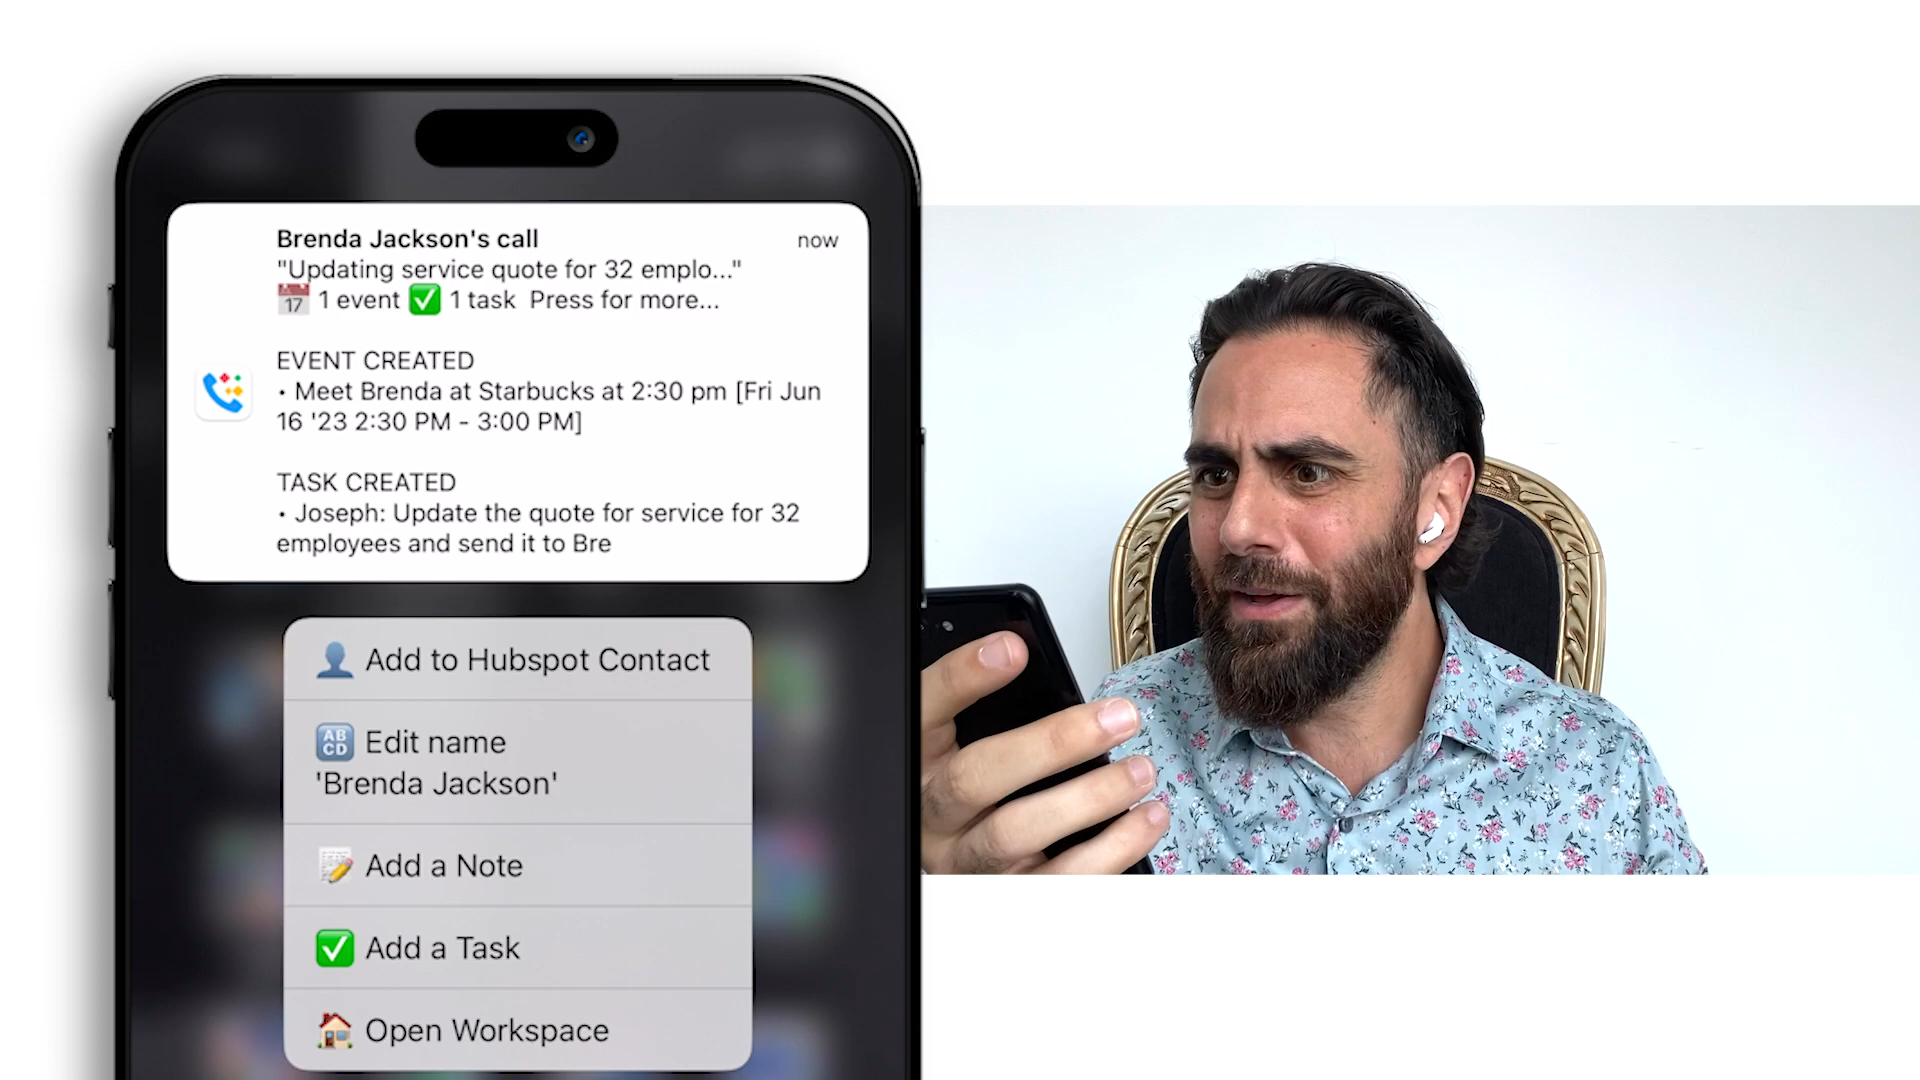 Brenda Jackson's call
now
"Updating service quote for 32 emplo..."
17 1 event ✅ 1 task Press for more...
EVENT CREATED
• Meet Brenda at Starbucks at 2:30 pm [Fri Jun
16 '23 2:30 PM - 3:00 PM]
TASK CREATED
• Joseph: Update the quote for service for 32
employees and send it to Bre
Add to Hubspot Contact
AB
CD
Edit name
'Brenda Jackson'
Add a Note
Add a Task
Open Workspace